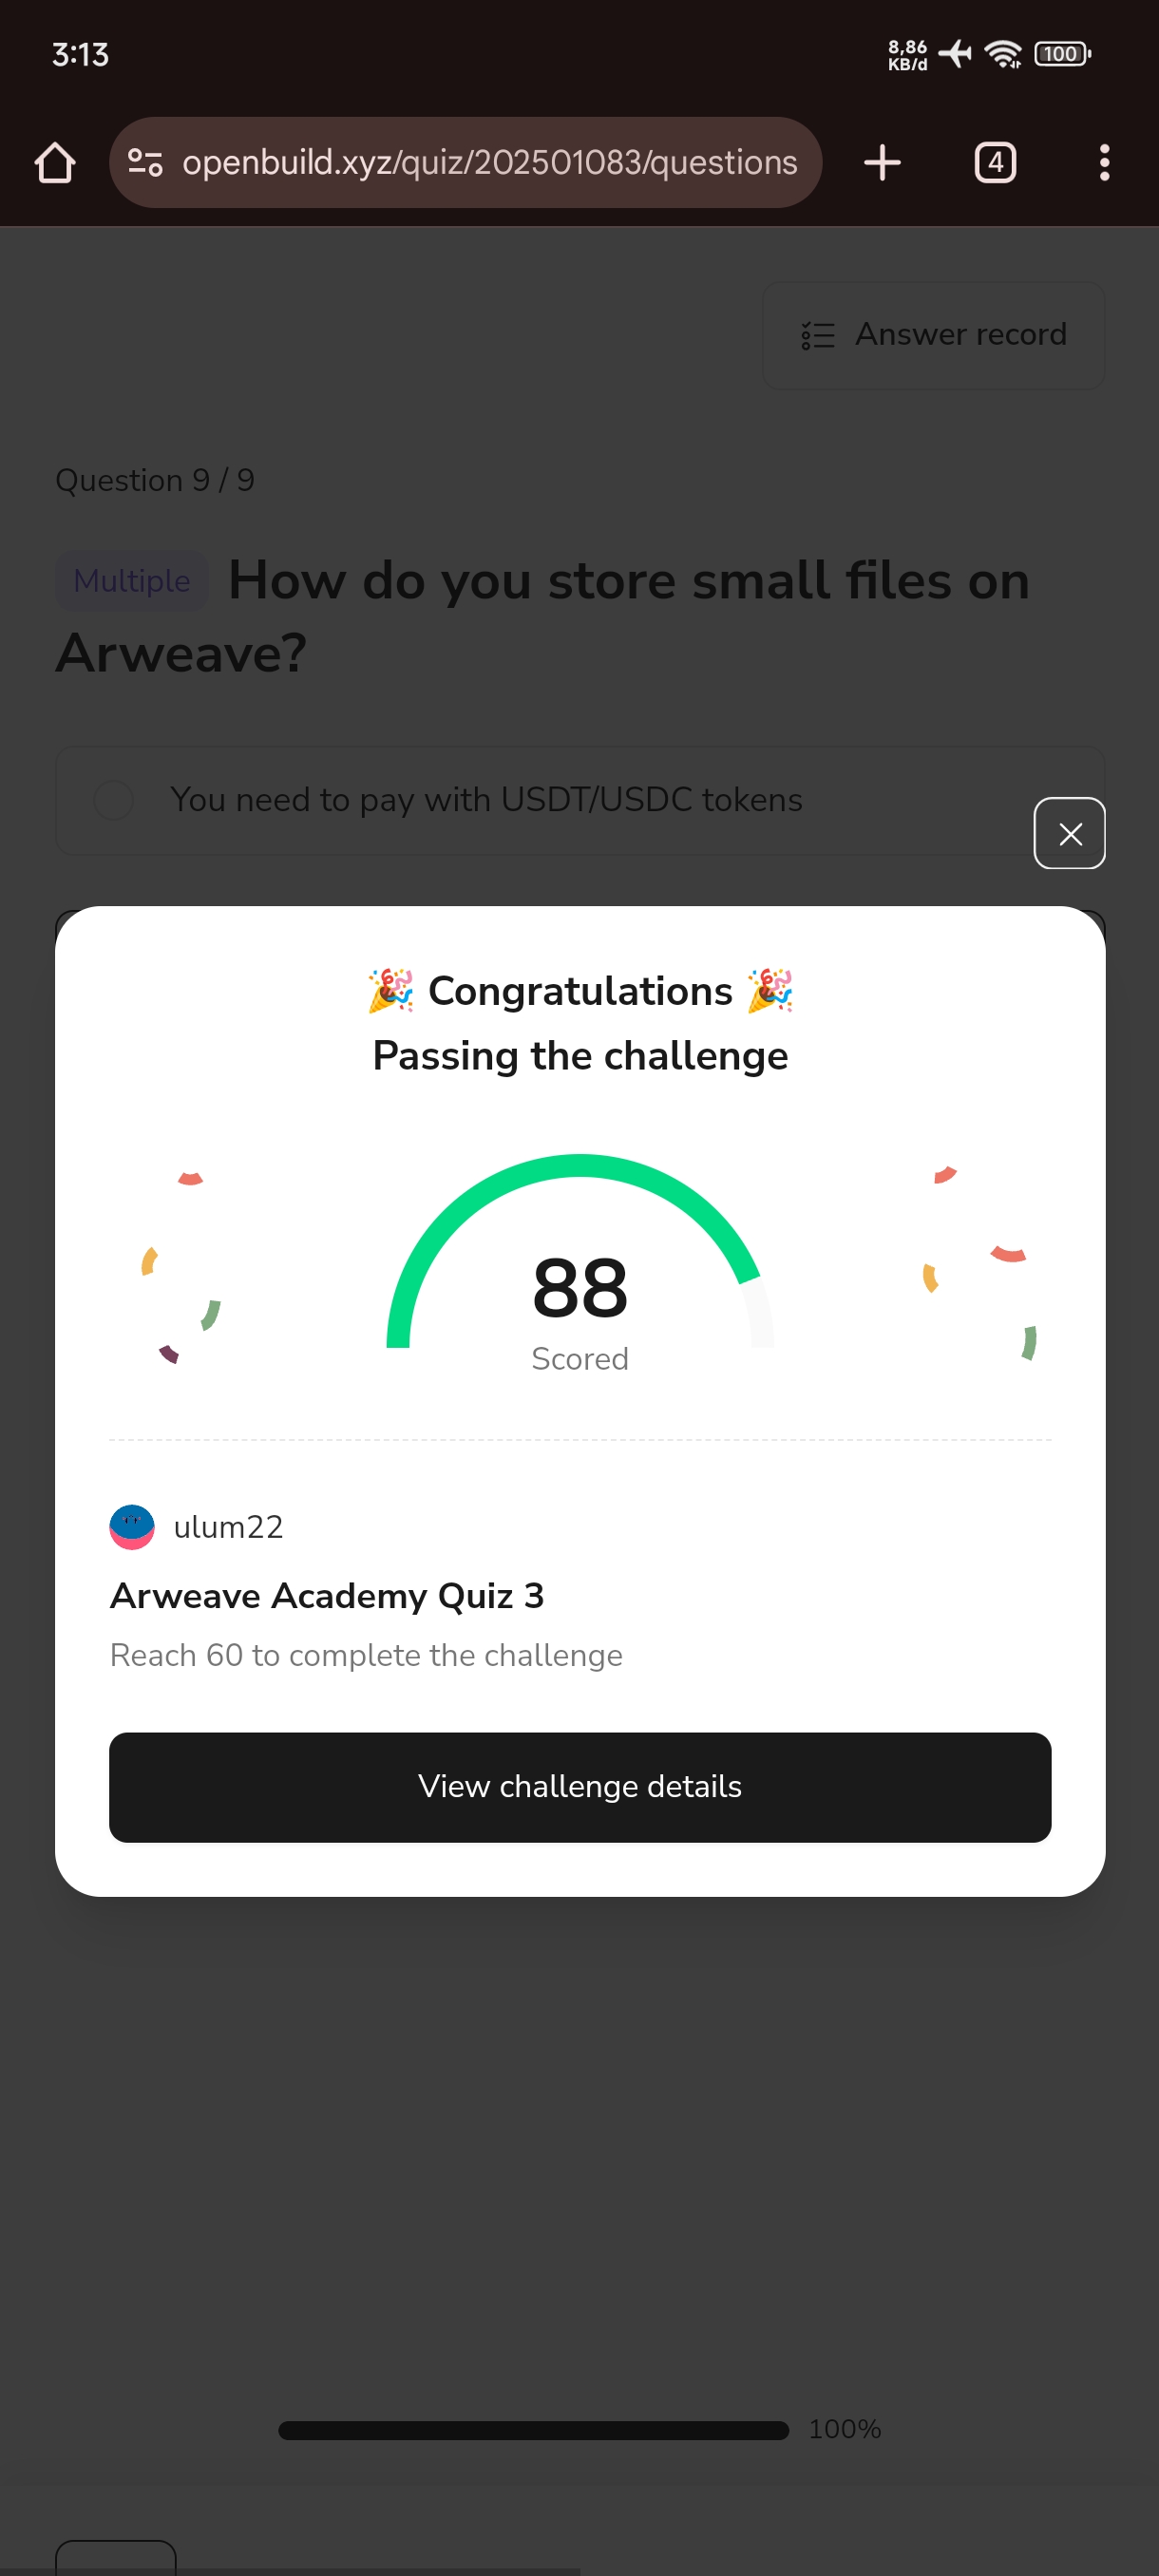 3:13
8,86
KB/d
100
openbuild.xyz/quiz/202501083/questions
4
Answer record
Question 9 / 9
Multiple How do you store small files on
Arweave?
You need to pay with USDT/USDC tokens
🎉 Congratulations 🎉
Passing the challenge
88
Scored
ulum22
Arweave Academy Quiz 3
Reach 60 to complete the challenge
View challenge details
100%